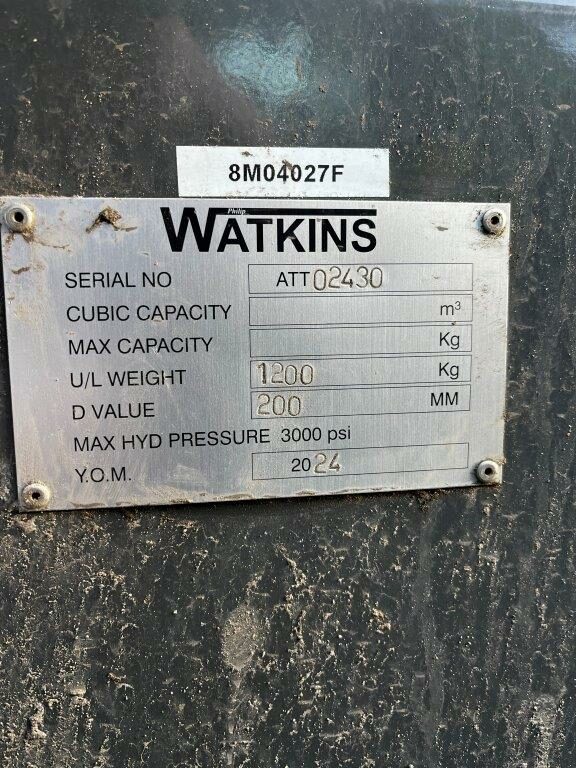 8M04027F
Philip
WATKINS
SERIAL NO ATT02430
CUBIC CAPACITY m³
MAX CAPACITY Kg
U/L WEIGHT 1200 Kg
D VALUE 200 MM
MAX HYD PRESSURE 3000 psi
Y.O.M. 2024